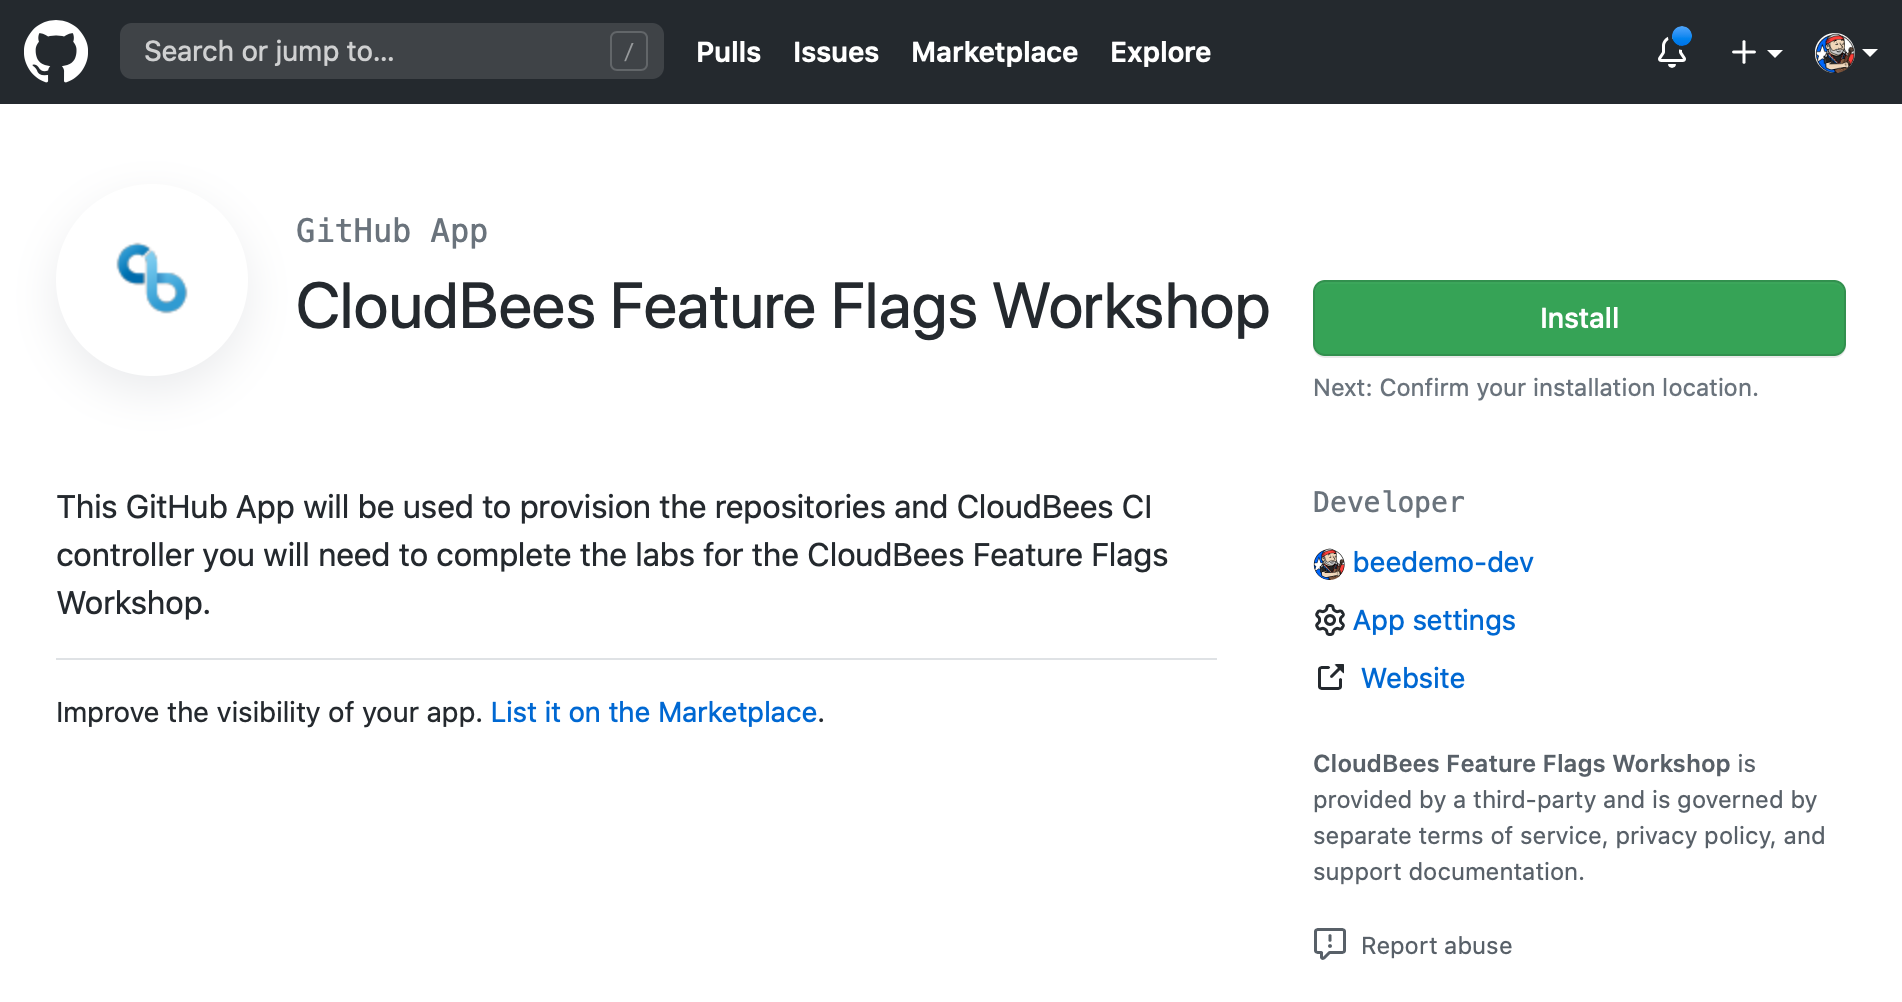 Search or jump to...
/
Pulls
Issues
Marketplace
Explore
GitHub App
CloudBees Feature Flags Workshop
Install
Next: Confirm your installation location.
This GitHub App will be used to provision the repositories and CloudBees CI
controller you will need to complete the labs for the CloudBees Feature Flags
Workshop.
Improve the visibility of your app. List it on the Marketplace.
Developer
beedemo-dev
App settings
Website
CloudBees Feature Flags Workshop is
provided by a third-party and is governed by
separate terms of service, privacy policy, and
support documentation.
Report abuse